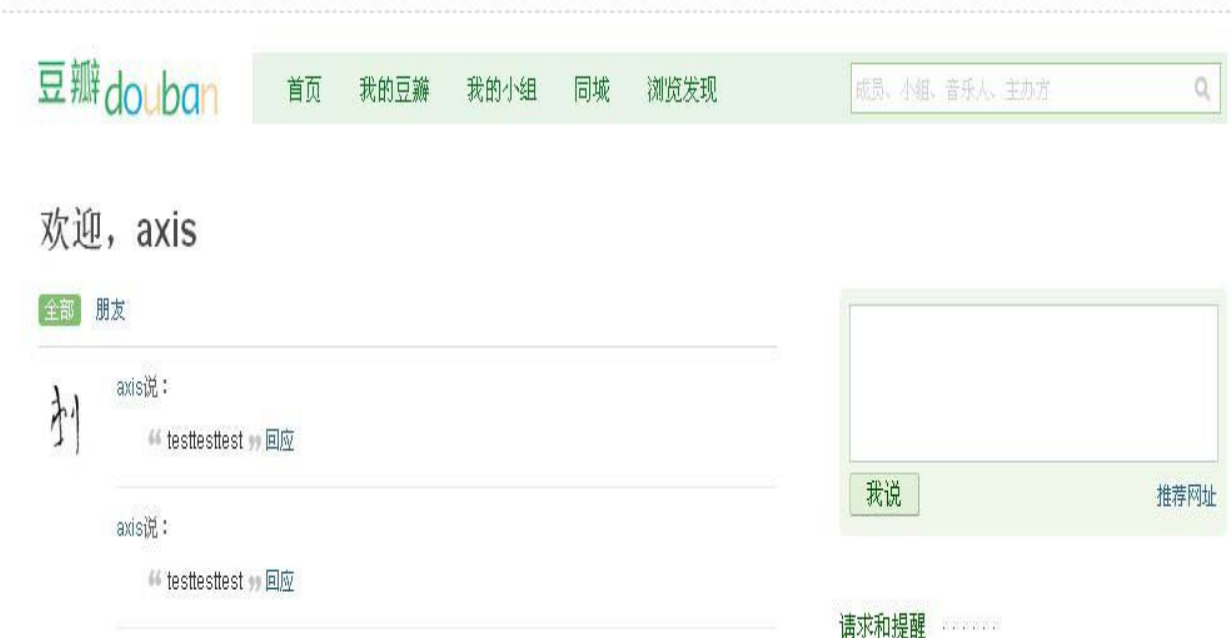 豆瓣douban
首页 我的豆瓣 我的小组 同城 浏览发现
成员、小组、音乐人、主办方
欢迎，axis
全部 朋友
axis说：
“ testtesttest ” 回应
axis说：
“ testtesttest ” 回应
我说 推荐网址
请求和提醒 · · · · · ·